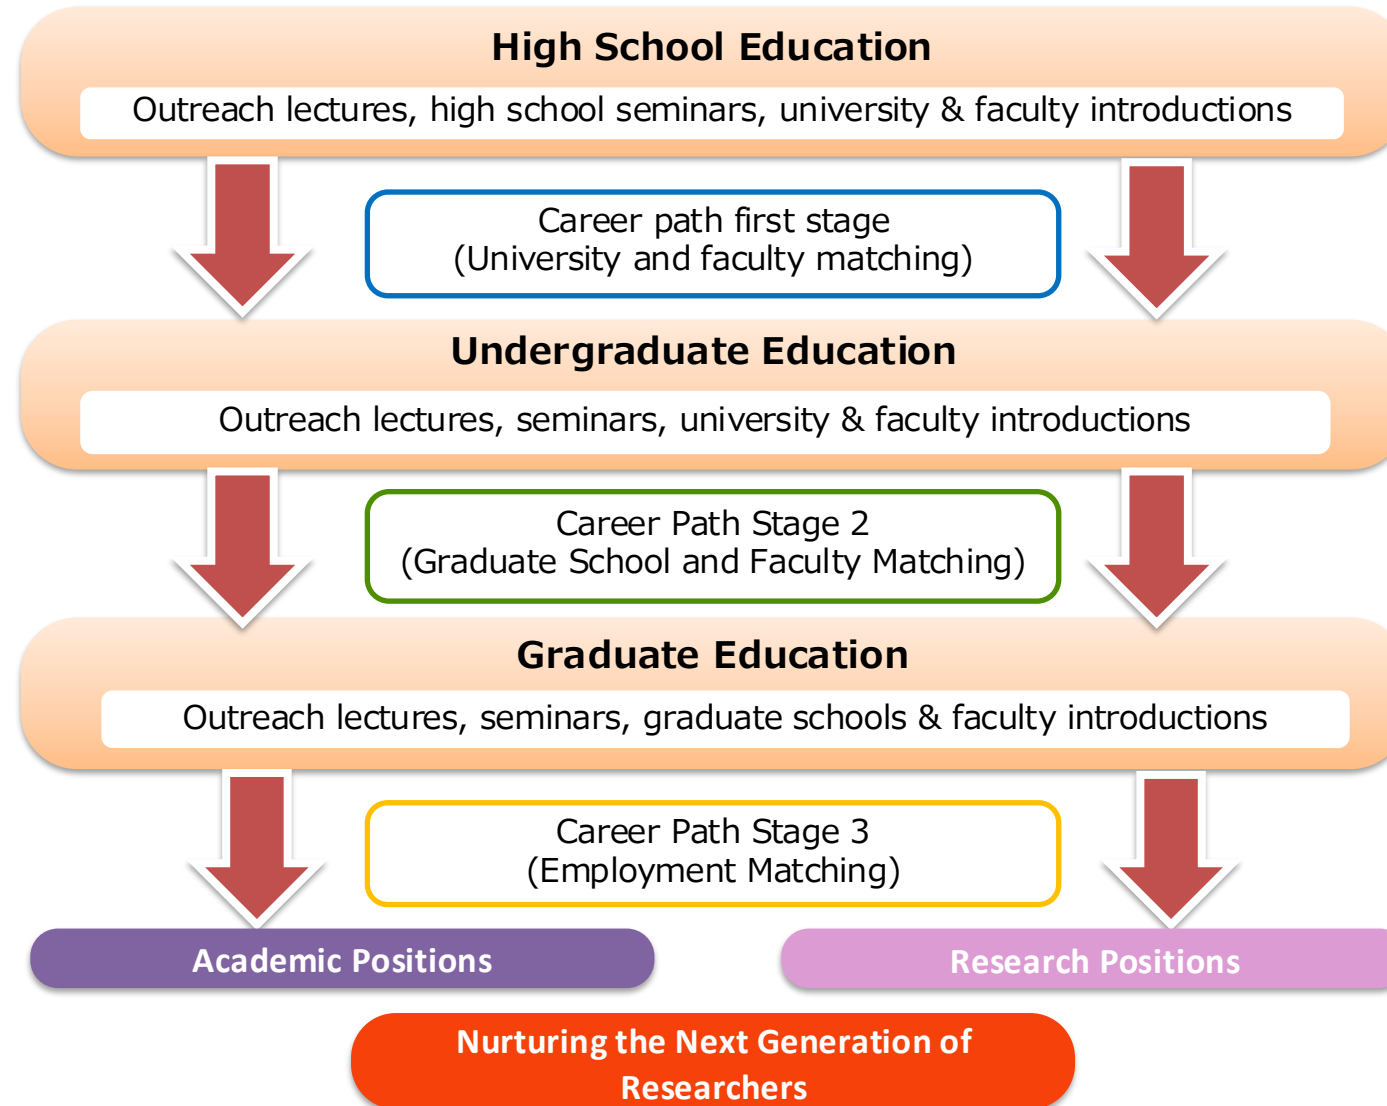 High School Education
Outreach lectures, high school seminars, university & faculty introductions
Career path first stage
(University and faculty matching)
Undergraduate Education
Outreach lectures, seminars, university & faculty introductions
Career Path Stage 2
(Graduate School and Faculty Matching)
Graduate Education
Outreach lectures, seminars, graduate schools & faculty introductions
Career Path Stage 3
(Employment Matching)
Academic Positions
Research Positions
Nurturing the Next Generation of
Researchers